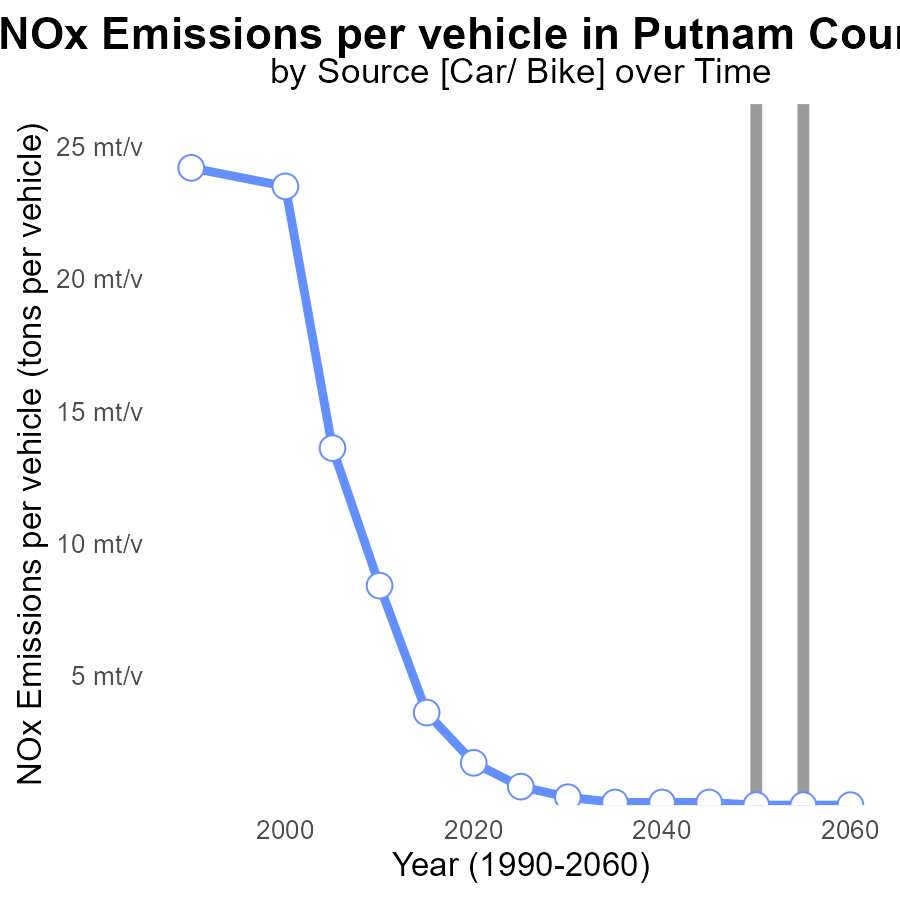 NOx Emissions per vehicle in Putnam Cour
by Source [Car/ Bike] over Time
NOx Emissions per vehicle (tons per vehicle)
25 mt/v
20 mt/v
15 mt/v
10 mt/v
5 mt/v
2000 2020 2040 2060
Year (1990-2060)